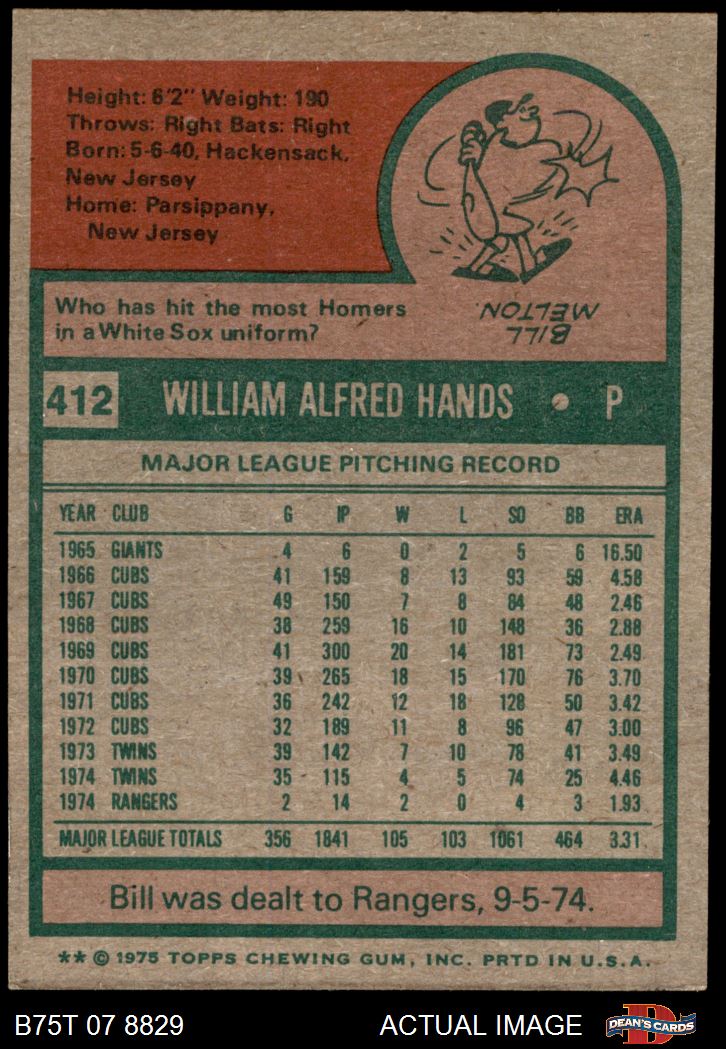 Height: 6'2" Weight: 190
Throws: Right Bats: Right
Born: 5-6-40, Hackensack,
New Jersey
Home: Parsippany,
New Jersey
Who has hit the most Homers
in a White Sox uniform?
BILL
MELTON
412 WILLIAM ALFRED HANDS • P
MAJOR LEAGUE PITCHING RECORD
YEAR CLUB G IP W L SO BB ERA
1965 GIANTS 4 6 0 2 5 6 16.50
1966 CUBS 41 159 8 13 93 59 4.58
1967 CUBS 49 150 7 8 84 48 2.46
1968 CUBS 38 259 16 10 148 36 2.88
1969 CUBS 41 300 20 14 181 73 2.49
1970 CUBS 39 265 18 15 170 76 3.70
1971 CUBS 36 242 12 18 128 50 3.42
1972 CUBS 32 189 11 8 96 47 3.00
1973 TWINS 39 142 7 10 78 41 3.49
1974 TWINS 35 115 4 5 74 25 4.46
1974 RANGERS 2 14 2 0 4 3 1.93
MAJOR LEAGUE TOTALS 356 1841 105 103 1061 464 3.31
Bill was dealt to Rangers, 9-5-74.
** © 1975 TOPPS CHEWING GUM, INC. PRTD IN U.S.A.
B75T 07 8829 ACTUAL IMAGE DEAN'S CARDS